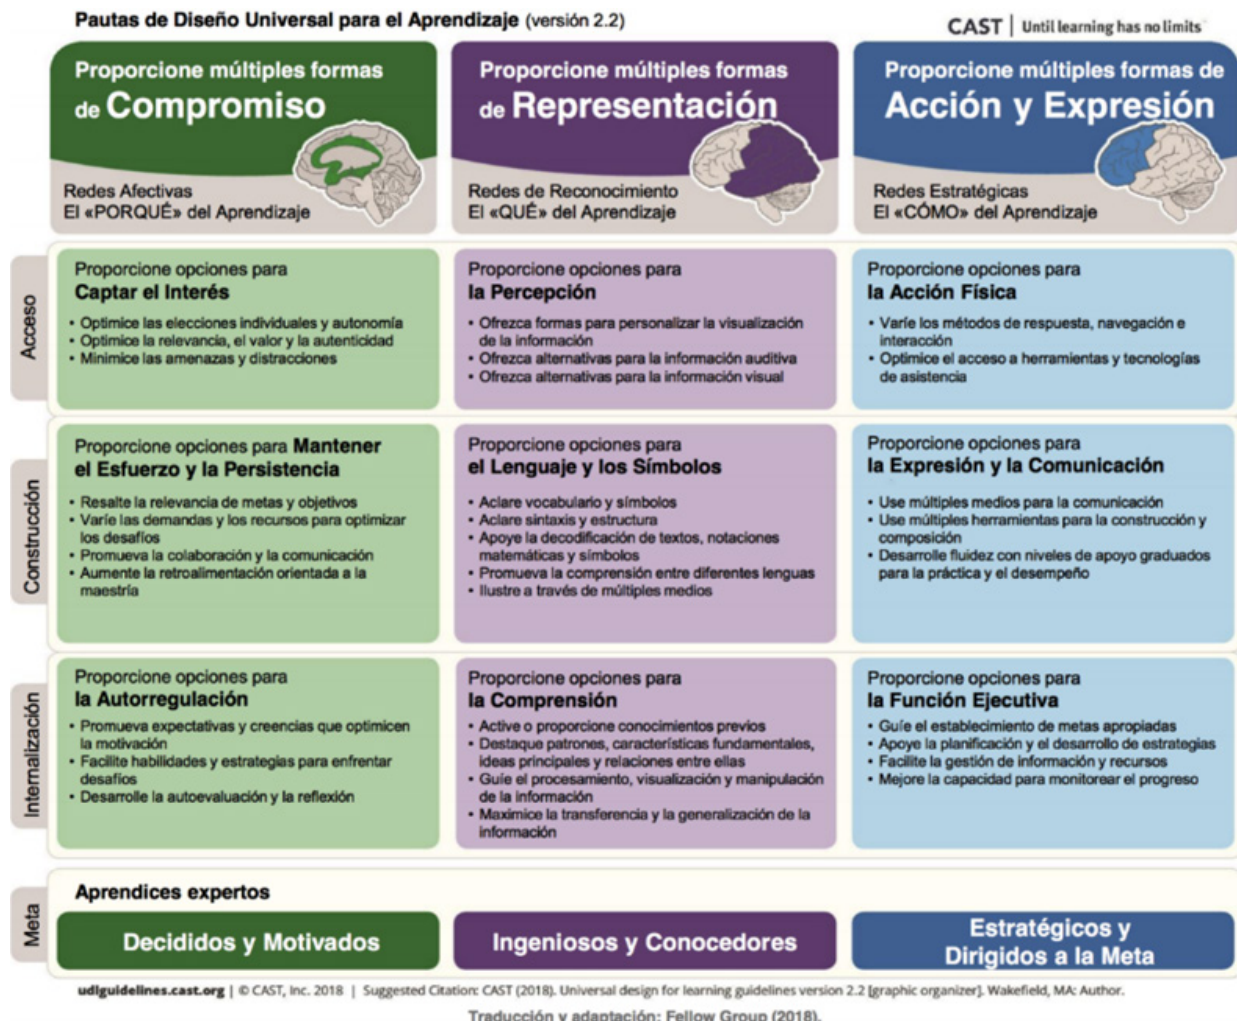 Pautas de Diseño Universal para el Aprendizaje (versión 2.2)
CAST | Until learning has no limits
Proporcione múltiples formas
de Compromiso
Redes Afectivas
El «PORQUÉ» del Aprendizaje
Proporcione múltiples formas
de Representación
Redes de Reconocimiento
El «QUÉ» del Aprendizaje
Proporcione múltiples formas de
Acción y Expresión
Redes Estratégicas
El «CÓMO» del Aprendizaje
Acceso
Proporcione opciones para
Captar el Interés
• Optimice las elecciones individuales y autonomía
• Optimice la relevancia, el valor y la autenticidad
• Minimice las amenazas y distracciones
Proporcione opciones para
la Percepción
• Ofrezca formas para personalizar la visualización
de la información
• Ofrezca alternativas para la información auditiva
• Ofrezca alternativas para la información visual
Proporcione opciones para
la Acción Física
• Varíe los métodos de respuesta, navegación e
interacción
• Optimice el acceso a herramientas y tecnologías
de asistencia
Construcción
Proporcione opciones para Mantener
el Esfuerzo y la Persistencia
• Resalte la relevancia de metas y objetivos
• Varíe las demandas y los recursos para optimizar
los desafíos
• Promueva la colaboración y la comunicación
• Aumente la retroalimentación orientada a la
maestría
Proporcione opciones para
el Lenguaje y los Símbolos
• Aclare vocabulario y símbolos
• Aclare sintaxis y estructura
• Apoye la decodificación de textos, notaciones
matemáticas y símbolos
• Promueva la comprensión entre diferentes lenguas
• Ilustre a través de múltiples medios
Proporcione opciones para
la Expresión y la Comunicación
• Use múltiples medios para la comunicación
• Use múltiples herramientas para la construcción y
composición
• Desarrolle fluidez con niveles de apoyo graduados
para la práctica y el desempeño
Internalización
Proporcione opciones para
la Autorregulación
• Promueva expectativas y creencias que optimicen
la motivación
• Facilite habilidades y estrategias para enfrentar
desafíos
• Desarrolle la autoevaluación y la reflexión
Proporcione opciones para
la Comprensión
• Active o proporcione conocimientos previos
• Destaque patrones, características fundamentales,
ideas principales y relaciones entre ellas
• Guíe el procesamiento, visualización y manipulación
de la información
• Maximice la transferencia y la generalización de la
información
Proporcione opciones para
la Función Ejecutiva
• Guíe el establecimiento de metas apropiadas
• Apoye la planificación y el desarrollo de estrategias
• Facilite la gestión de información y recursos
• Mejore la capacidad para monitorear el progreso
Meta
Aprendices expertos
Decididos y Motivados
Ingeniosos y Conocedores
Estratégicos y
Dirigidos a la Meta
udlguidelines.cast.org | © CAST, Inc. 2018 | Suggested Citation: CAST (2018). Universal design for learning guidelines version 2.2 [graphic organizer]. Wakefield, MA: Author.
Traducción y adaptación: Fellow Group (2018).